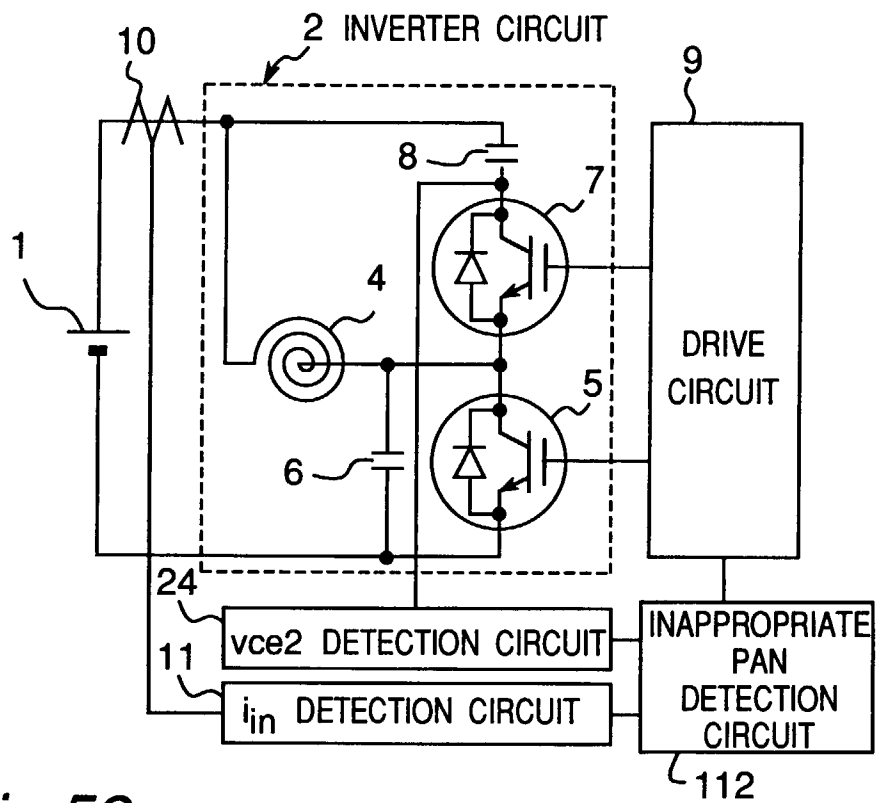 2 INVERTER CIRCUIT
10
9
8
7
1
4
DRIVE
CIRCUIT
5
6
24
vce2 DETECTION CIRCUIT
INAPPROPRIATE
PAN
DETECTION
CIRCUIT
11
iin DETECTION CIRCUIT
112